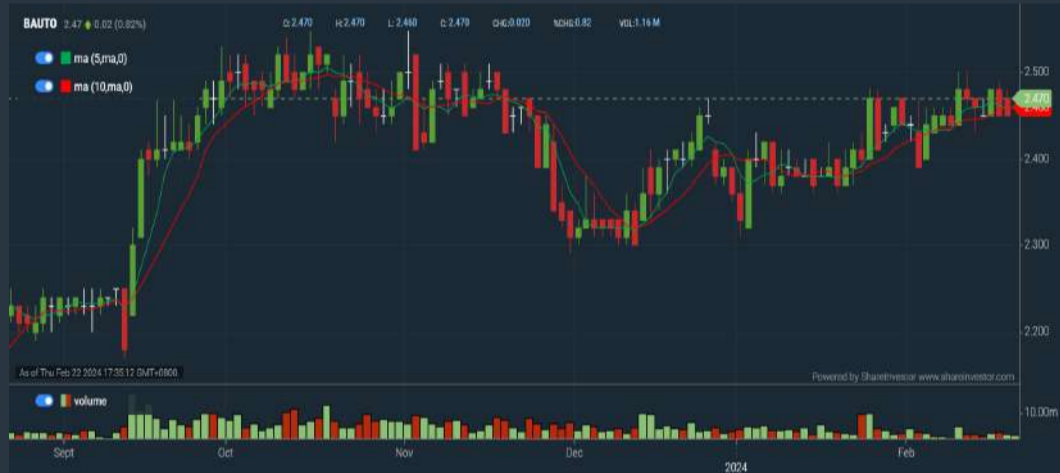 BAUTO 2.47 0.02 (0.82%) O: 2.470 H: 2.470 L: 2.460 C: 2.470 CHG:0.020 %CHG:0.82 VOL:1.16 M
ma (5,ma,0)
ma (10,ma,0)
2.500
2.470
2.460
2.400
2.300
2.200
As of Thu Feb 22 2024 17:35:12 GMT+0800
Powered by ShareInvestor www.shareinvestor.com
volume
10.00m
Sept Oct Nov Dec 2024 Feb